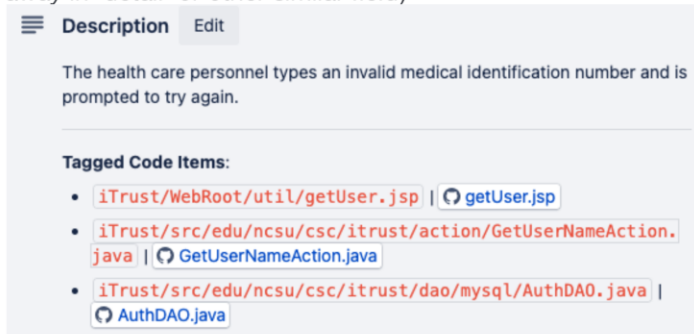 Description Edit
The health care personnel types an invalid medical identification number and is
prompted to try again.
Tagged Code Items:
• iTrust/WebRoot/util/getUser.jsp | getUser.jsp
• iTrust/src/edu/ncsu/csc/itrust/action/GetUserNameAction.
java | GetUserNameAction.java
• iTrust/src/edu/ncsu/csc/itrust/dao/mysql/AuthDAO.java |
AuthDAO.java